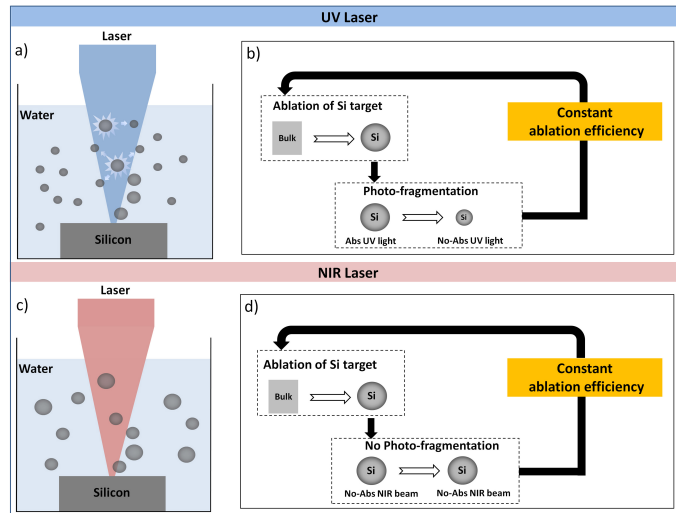 UV Laser
a)
Laser
Water
Silicon
b)
Ablation of Si target
Bulk
Si
Constant
ablation efficiency
Photo-fragmentation
Si
Si
Abs UV light
No-Abs UV light
NIR Laser
c)
Laser
Water
Silicon
d)
Ablation of Si target
Bulk
Si
Constant
ablation efficiency
No Photo-fragmentation
Si
Si
No-Abs NIR beam
No-Abs NIR beam